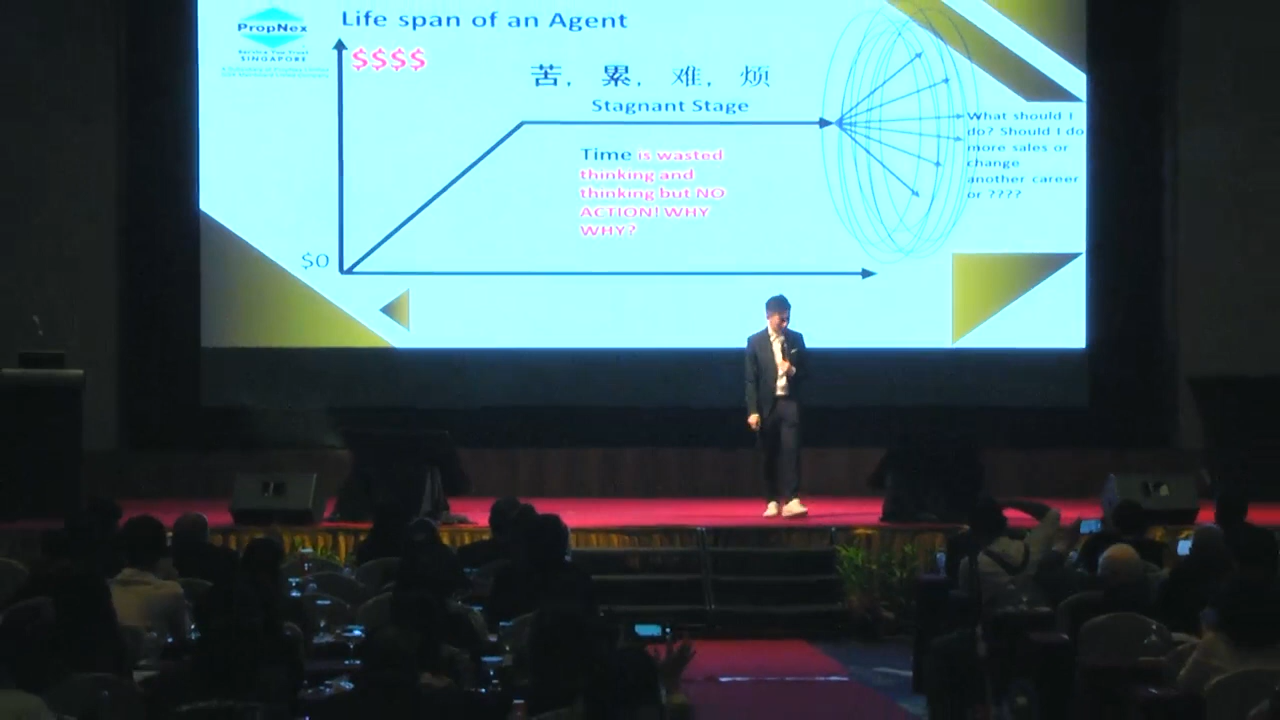 PropNex
SINGAPORE
Life span of an Agent
$$$$
苦, 累, 难, 烦
Stagnant Stage
Time is wasted
thinking and
thinking but NO
ACTION! WHY
WHY?
What should I
do? Should I do
more sales or
change
another career
or ????
$0